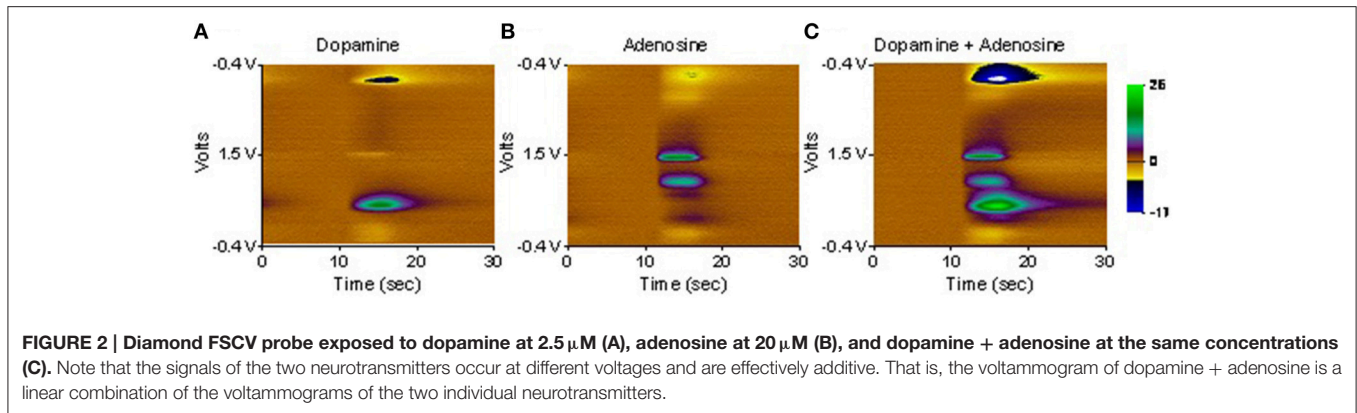 A
Dopamine
-0.4 V
1.5 V
-0.4 V
Volts
0 10 20 30
Time (sec)
B
Adenosine
-0.4 V
1.5 V
-0.4 V
Volts
0 10 20 30
Time (sec)
C
Dopamine + Adenosine
-0.4 V
1.5 V
-0.4 V
Volts
0 10 20 30
Time (sec)
26
0
-17
FIGURE 2 | Diamond FSCV probe exposed to dopamine at 2.5 μM (A), adenosine at 20 μM (B), and dopamine + adenosine at the same concentrations
(C). Note that the signals of the two neurotransmitters occur at different voltages and are effectively additive. That is, the voltammogram of dopamine + adenosine is a
linear combination of the voltammograms of the two individual neurotransmitters.